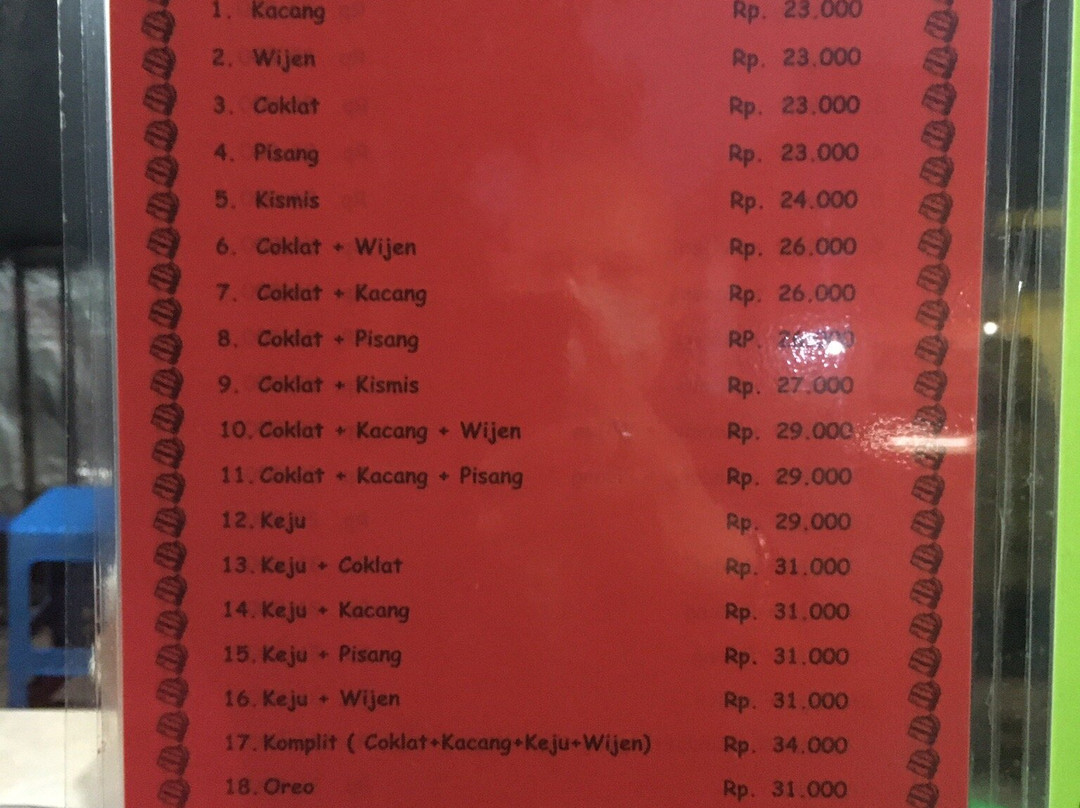 1. Kacang Rp. 23.000
2. Wijen Rp. 23.000
3. Coklat Rp. 23.000
4. Pisang Rp. 23.000
5. Kismis Rp. 24.000
6. Coklat + Wijen Rp. 26.000
7. Coklat + Kacang Rp. 26.000
8. Coklat + Pisang RP.
9. Coklat + Kismis Rp. 27.000
10. Coklat + Kacang + Wijen Rp. 29.000
11. Coklat + Kacang + Pisang Rp. 29.000
12. Keju Rp. 29.000
13. Keju + Coklat Rp. 31.000
14. Keju + Kacang Rp. 31.000
15. Keju + Pisang Rp. 31.000
16. Keju + Wijen Rp. 31.000
17. Komplit ( Coklat+Kacang+Keju+Wijen) Rp. 34.000
18. Oreo Rp. 31.000